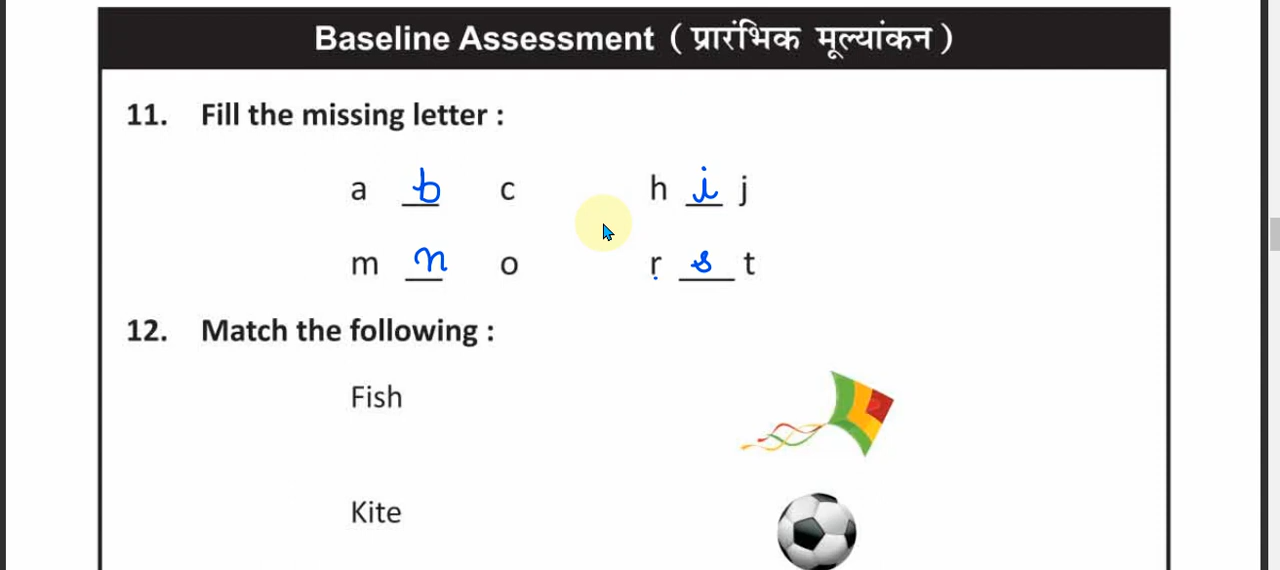 Baseline Assessment ( प्रारंभिक मूल्यांकन )
11. Fill the missing letter :
a b c h i j
m n o r s t
12. Match the following :
Fish
Kite